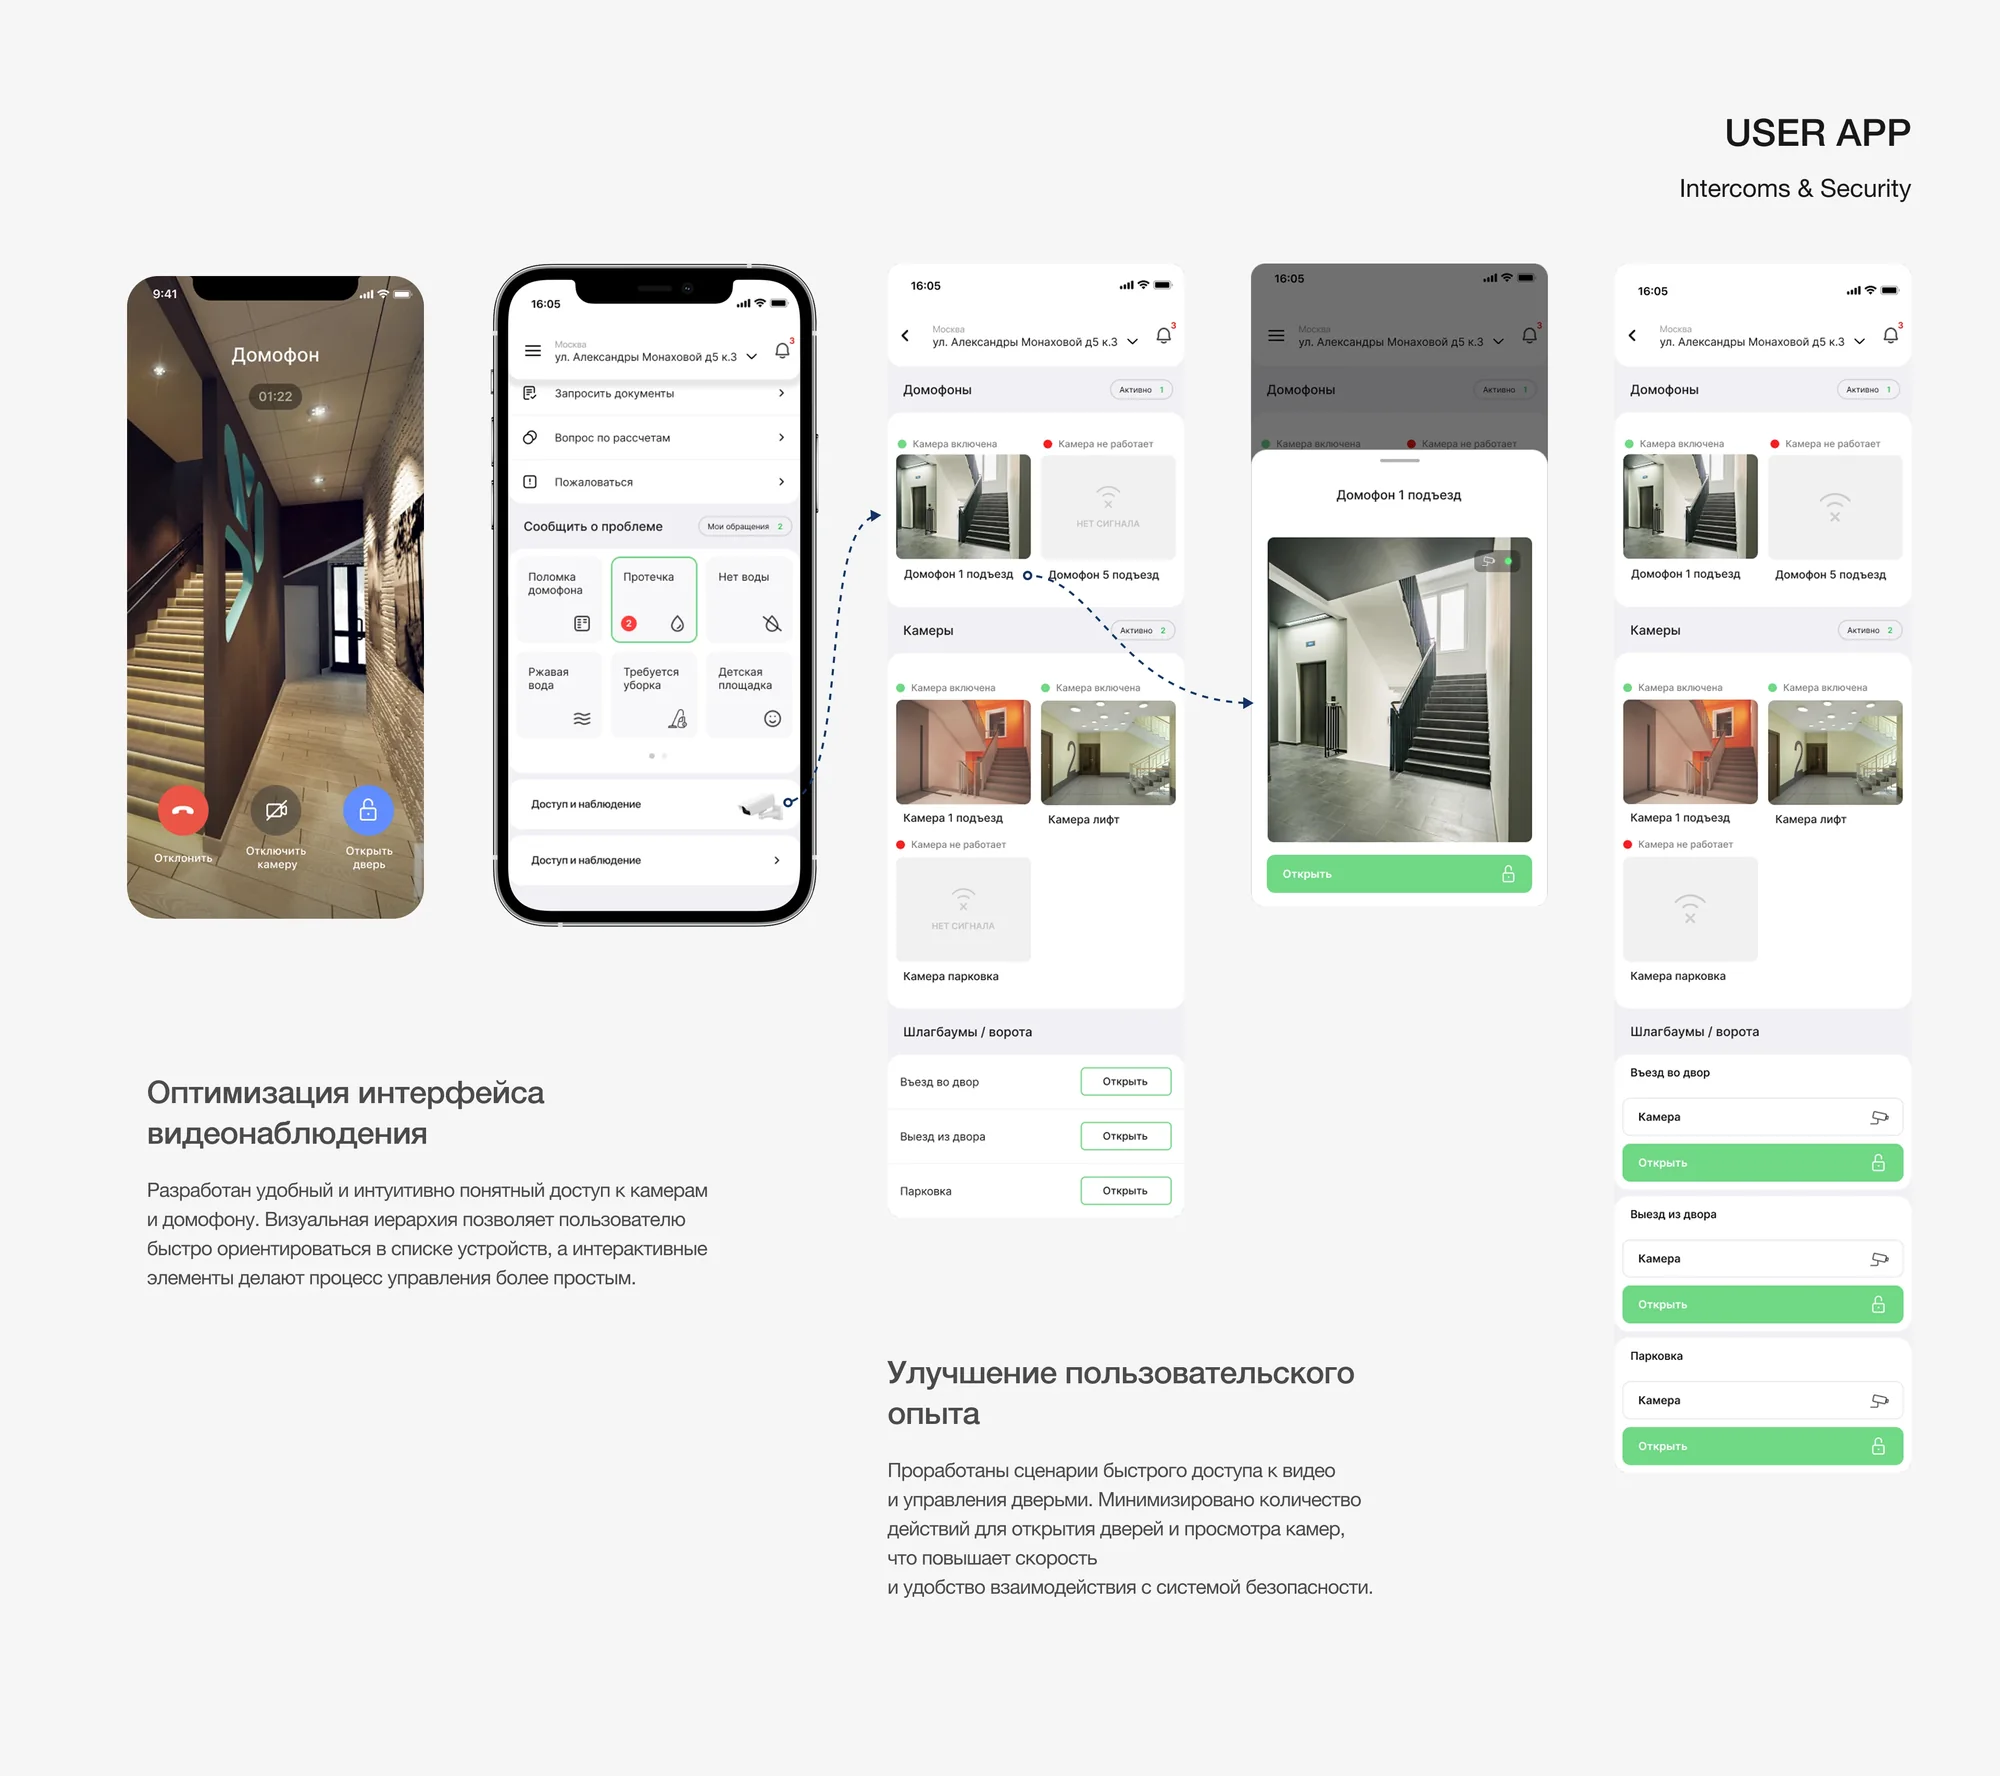 USER APP
Intercoms & Security
9:41
Домофон
01:22
Отклонить
Отключить
камеру
Открыть
дверь
16:05
Москва
ул. Александры Монаховой д5 к.3
3
Запросить документы
Вопрос по рассчетам
Пожаловаться
Сообщить о проблеме
Мои обращения 2
Поломка
домофона
Протечка
2
Нет воды
Ржавая
вода
Требуется
уборка
Детская
площадка
Доступ и наблюдение
Доступ и наблюдение
16:05
Москва
ул. Александры Монаховой д5 к.3
3
Домофоны
Активно 1
Камера включена
Камера не работает
НЕТ СИГНАЛА
Домофон 1 подъезд
Домофон 5 подъезд
Камеры
Активно 2
Камера включена
Камера включена
2
Камера 1 подъезд
Камера лифт
Камера не работает
НЕТ СИГНАЛА
Камера парковка
Шлагбаумы / ворота
Въезд во двор
Открыть
Выезд из двора
Открыть
Парковка
Открыть
16:05
Москва
ул. Александры Монаховой д5 к.3
3
Домофоны
Активно 1
Камера включена
Камера не работает
Домофон 1 подъезд
Открыть
16:05
Москва
ул. Александры Монаховой д5 к.3
3
Домофоны
Активно 1
Камера включена
Камера не работает
Домофон 1 подъезд
Домофон 5 подъезд
Камеры
Активно 2
Камера включена
Камера включена
2
Камера 1 подъезд
Камера лифт
Камера не работает
Камера парковка
Шлагбаумы / ворота
Въезд во двор
Камера
Открыть
Выезд из двора
Камера
Открыть
Парковка
Камера
Открыть
Оптимизация интерфейса
видеонаблюдения
Разработан удобный и интуитивно понятный доступ к камерам
и домофону. Визуальная иерархия позволяет пользователю
быстро ориентироваться в списке устройств, а интерактивные
элементы делают процесс управления более простым.
Улучшение пользовательского
опыта
Проработаны сценарии быстрого доступа к видео
и управления дверьми. Минимизировано количество
действий для открытия дверей и просмотра камер,
что повышает скорость
и удобство взаимодействия с системой безопасности.